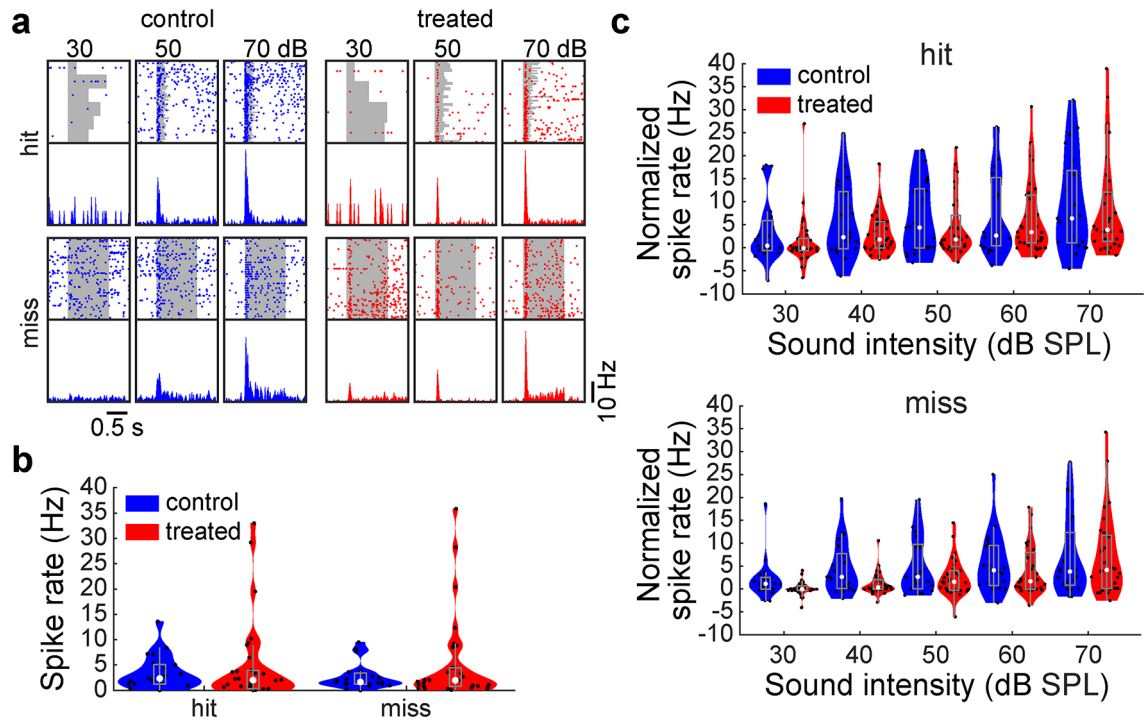 a
control
treated
30 50 70 dB
30 50 70 dB
hit
miss
0.5 s
10 Hz
b
Spike rate (Hz)
40
35
30
25
20
15
10
5
0
control
treated
hit
miss
c
hit
Normalized
spike rate (Hz)
40
35
30
25
20
15
10
5
0
-5
-10
control
treated
30 40 50 60 70
Sound intensity (dB SPL)
miss
Normalized
spike rate (Hz)
40
35
30
25
20
15
10
5
0
-5
-10
30 40 50 60 70
Sound intensity (dB SPL)